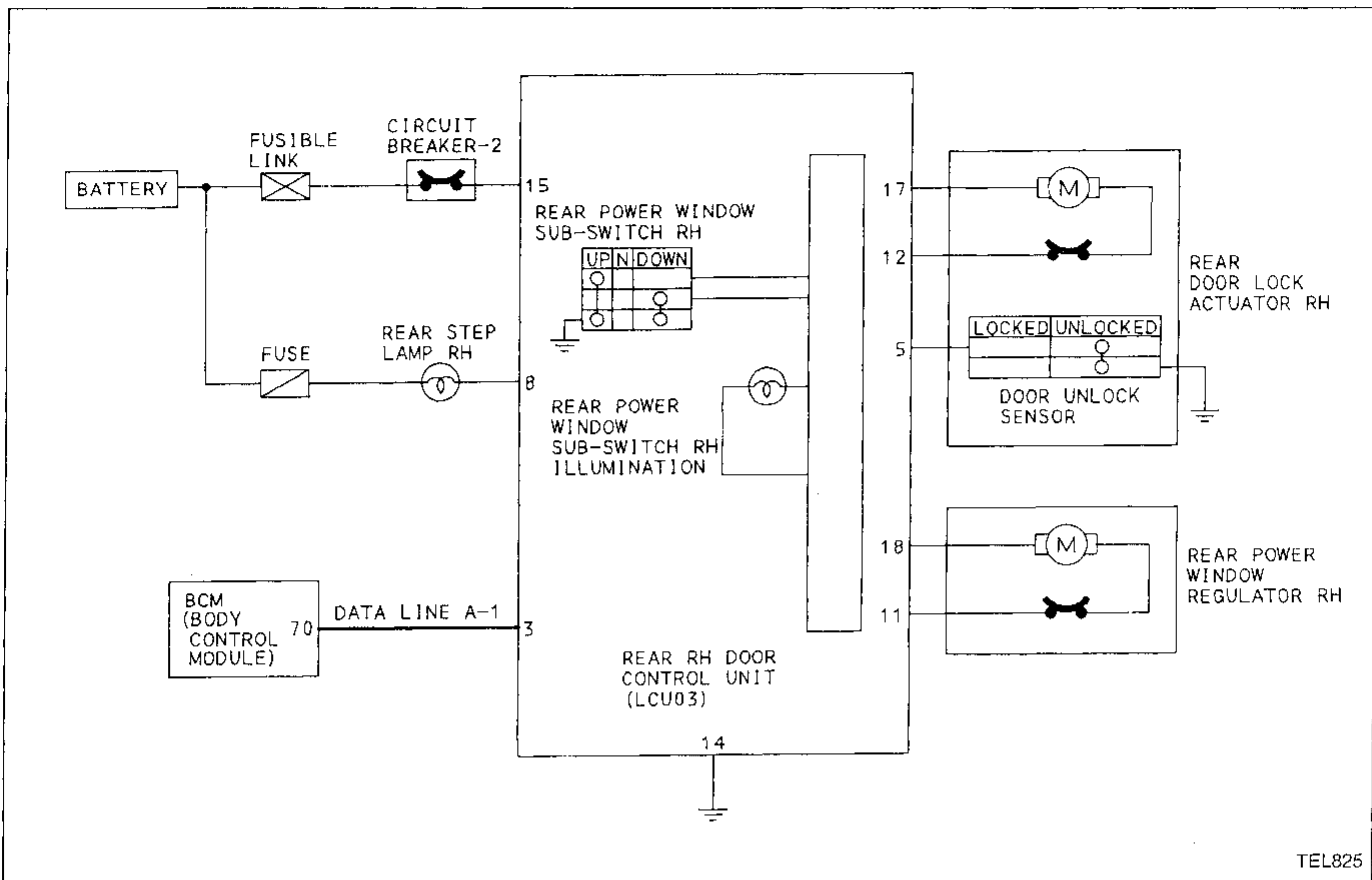 BATTERY
FUSIBLE
LINK
CIRCUIT
BREAKER-2
15
REAR POWER WINDOW
SUB-SWITCH RH
UP N DOWN
FUSE
REAR STEP
LAMP RH
8
REAR POWER
WINDOW
SUB-SWITCH RH
ILLUMINATION
BCM
(BODY
CONTROL
MODULE)
70
DATA LINE A-1
3
REAR RH DOOR
CONTROL UNIT
(LCU03)
14
17
M
12
REAR
DOOR LOCK
ACTUATOR RH
5
LOCKED UNLOCKED
DOOR UNLOCK
SENSOR
18
M
11
REAR POWER
WINDOW
REGULATOR RH
TEL825